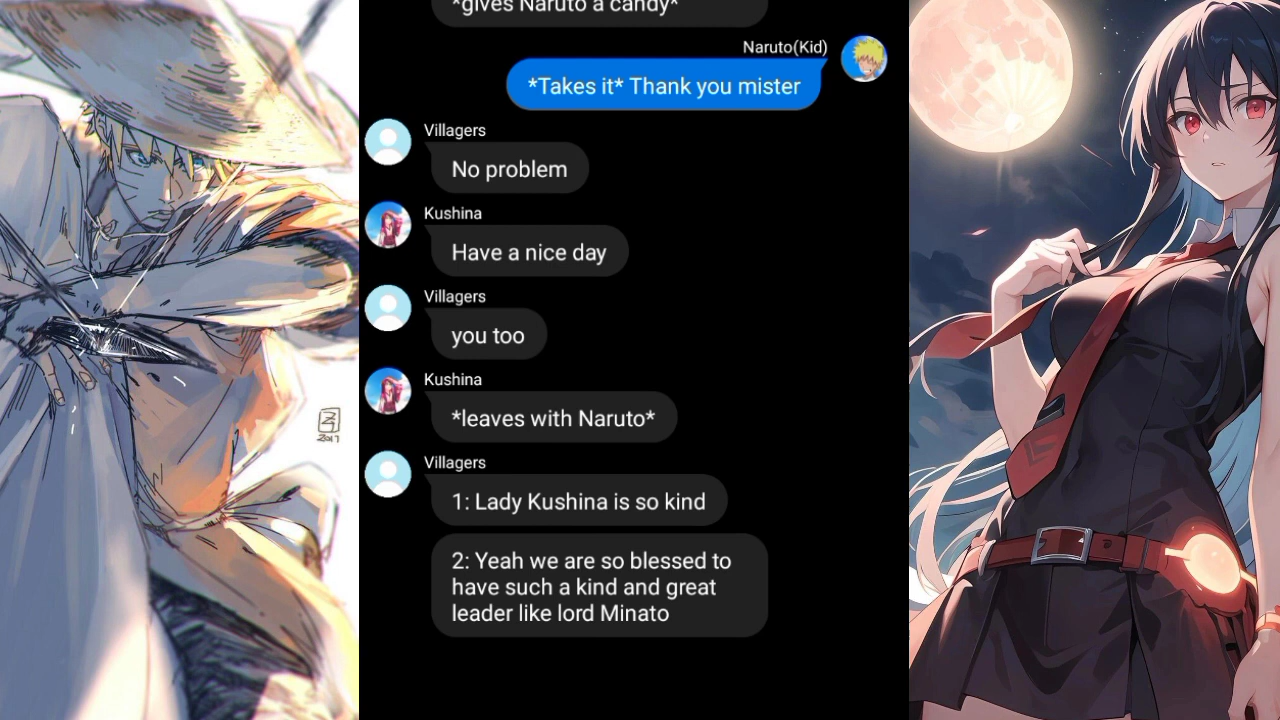 *gives Naruto a candy*
Naruto(Kid)
*Takes it* Thank you mister
Villagers
No problem
Kushina
Have a nice day
Villagers
you too
Kushina
*leaves with Naruto*
Villagers
1: Lady Kushina is so kind
2: Yeah we are so blessed to
have such a kind and great
leader like lord Minato
2017